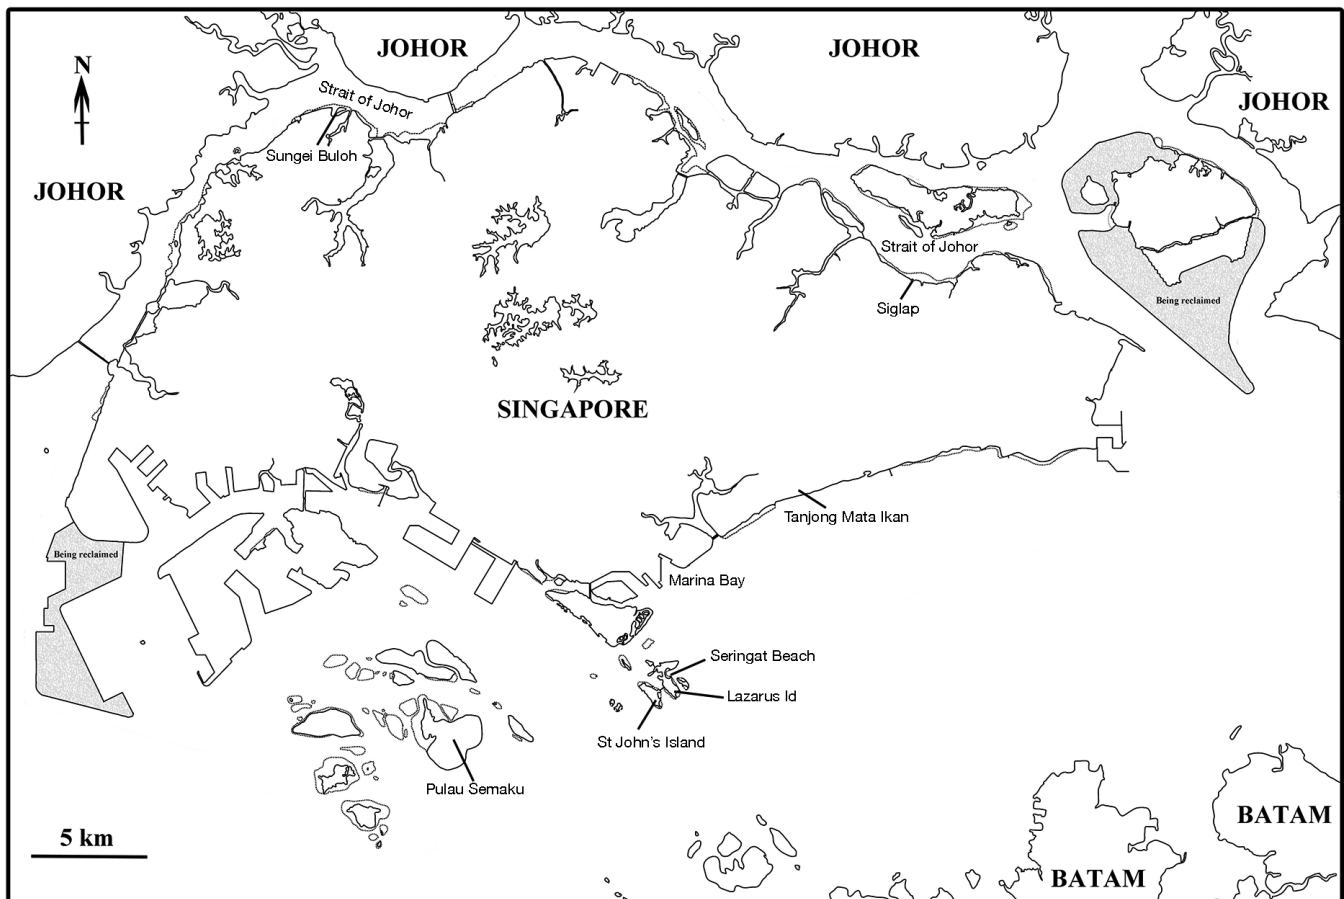 JOHOR
JOHOR
N
Strait of Johor
JOHOR
Sungei Buloh
JOHOR
Strait of Johor
Being reclaimed
Siglap
SINGAPORE
Tanjong Mata Ikan
Being reclaimed
Marina Bay
Seringat Beach
Lazarus Id
St John's Island
Pulau Semaku
BATAM
5 km
BATAM